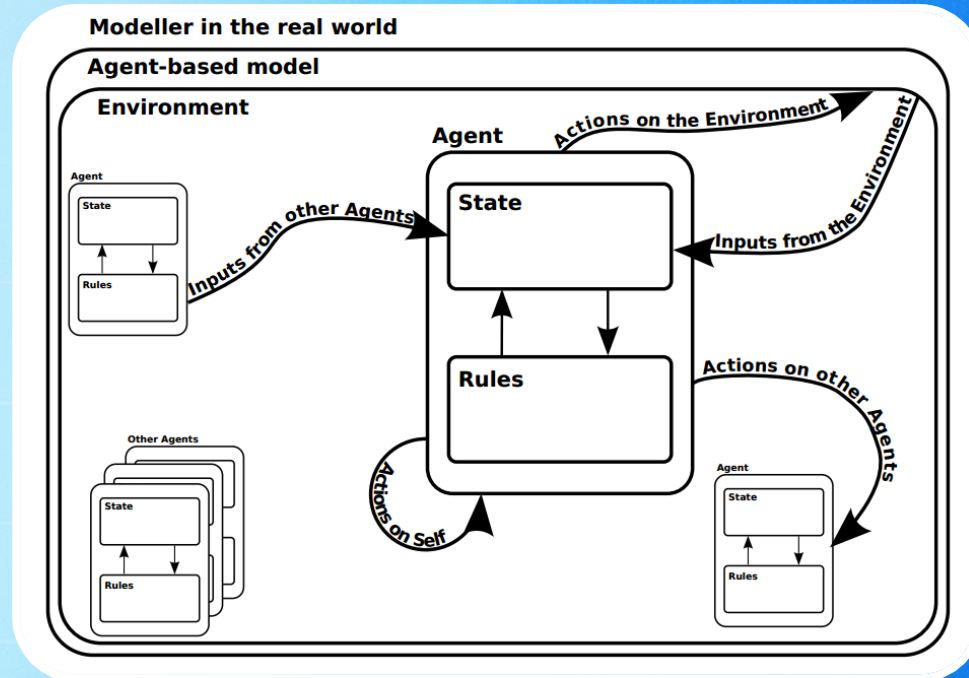 Modeller in the real world
Agent-based model
Environment
Actions on the Environment
Inputs from the Environment
Agent
State
Rules
Agent
State
Rules
Inputs from other Agents
Actions on other Agents
Actions on Self
Other Agents
State
Rules
Agent
State
Rules